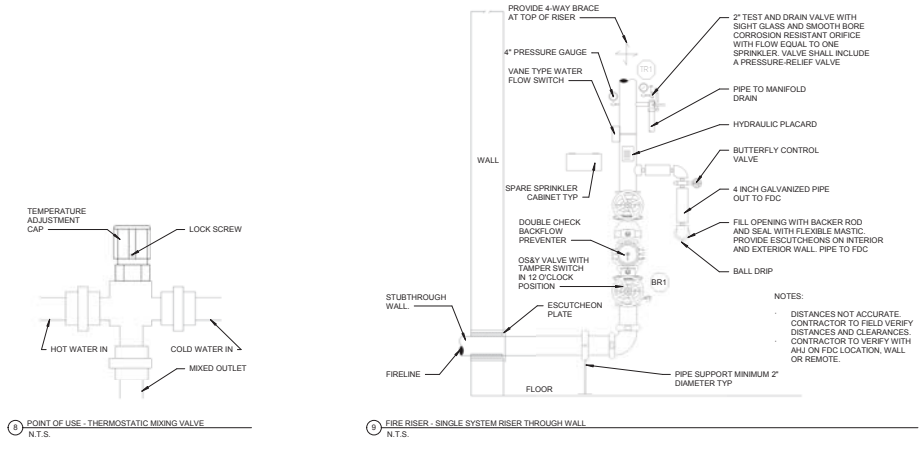 TEMPERATURE
ADJUSTMENT
CAP
LOCK SCREW
HOT WATER IN
COLD WATER IN
MIXED OUTLET
8
POINT OF USE - THERMOSTATIC MIXING VALVE
N.T.S.
PROVIDE 4-WAY BRACE
AT TOP OF RISER
4" PRESSURE GAUGE
VANE TYPE WATER
FLOW SWITCH
TR1
2" TEST AND DRAIN VALVE WITH
SIGHT GLASS AND SMOOTH BORE
CORROSION RESISTANT ORIFICE
WITH FLOW EQUAL TO ONE
SPRINKLER. VALVE SHALL INCLUDE
A PRESSURE-RELIEF VALVE
PIPE TO MANIFOLD
DRAIN
HYDRAULIC PLACARD
BUTTERFLY CONTROL
VALVE
WALL
SPARE SPRINKLER
CABINET TYP
4 INCH GALVANIZED PIPE
OUT TO FDC
DOUBLE CHECK
BACKFLOW
PREVENTER
FILL OPENING WITH BACKER ROD
AND SEAL WITH FLEXIBLE MASTIC.
PROVIDE ESCUTCHEONS ON INTERIOR
AND EXTERIOR WALL. PIPE TO FDC
OS&Y VALVE WITH
TAMPER SWITCH
IN 12 O'CLOCK
POSITION
BR1
BALL DRIP
STUBTHROUGH
WALL.
ESCUTCHEON
PLATE
NOTES:
· DISTANCES NOT ACCURATE.
CONTRACTOR TO FIELD VERIFY
DISTANCES AND CLEARANCES.
· CONTRACTOR TO VERIFY WITH
AHJ ON FDC LOCATION, WALL
OR REMOTE.
FIRELINE
PIPE SUPPORT MINIMUM 2"
DIAMETER TYP
FLOOR
9
FIRE RISER - SINGLE SYSTEM RISER THROUGH WALL
N.T.S.